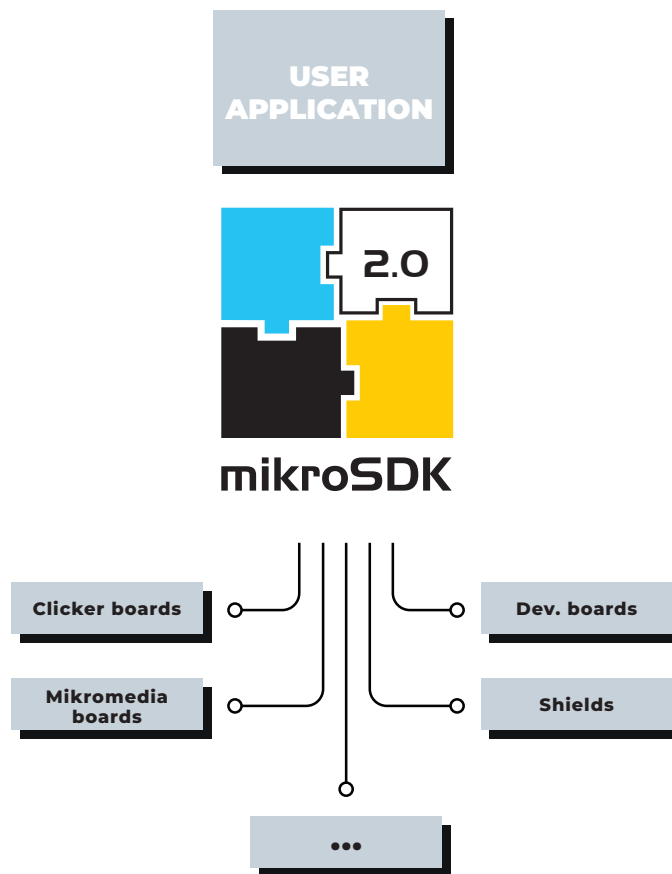 USER
APPLICATION
2.0
mikroSDK
Clicker boards
Dev. boards
Mikromedia
boards
Shields
•••